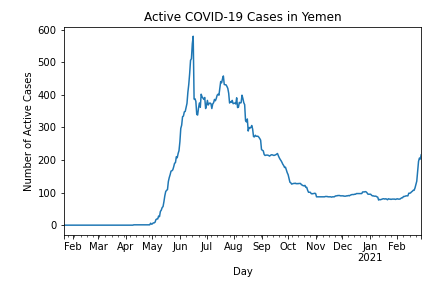 Active COVID-19 Cases in Yemen
Number of Active Cases
600
500
400
300
200
100
0
Feb Mar Apr May Jun Jul Aug Sep Oct Nov Dec Jan Feb
2021
Day